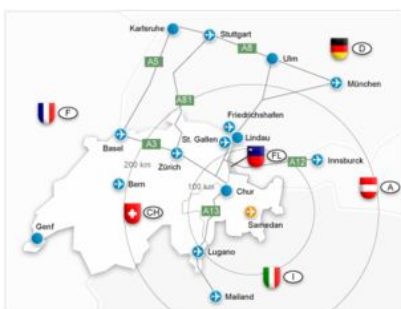 Karlsruhe
Stuttgart
A8
D
A5
Ulm
München
A81
F
Friedrichshafen
Basel
A3
St. Gallen
Lindau
200 km
Zürich
FL
A12
Innsburck
Bern
100 km
Chur
A
CH
A13
Samedan
Genf
Lugano
I
Mailand